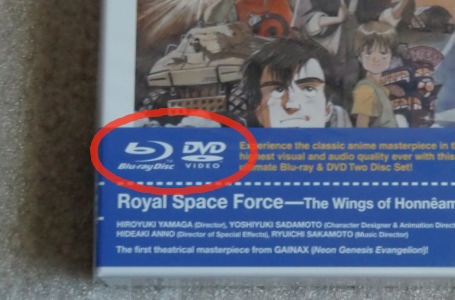 Blu-ray Disc
DVD
VIDEO
Experience the classic anime masterpiece in t
highest visual and audio quality ever with this
ultimate Blu-ray & DVD Two Disc Set!
Royal Space Force—The Wings of Honnêam
HIROYUKI YAMAGA (Director), YOSHIYUKI SADAMOTO (Character Designer & Animation Direc
HIDEAKI ANNO (Director of Special Effects), RYUICHI SAKAMOTO (Music Director)
The first theatrical masterpiece from GAINAX (Neon Genesis Evangelion)!